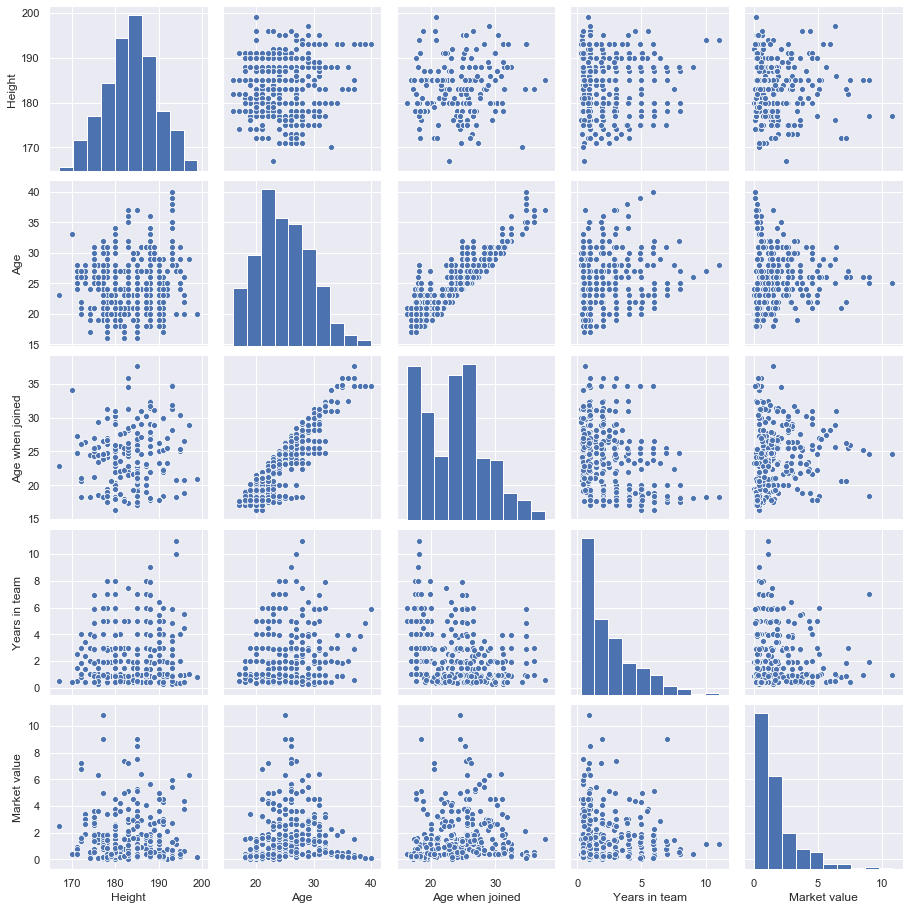 200
190
180
170
Height
40
35
30
25
20
15
Age
35
30
25
20
15
Age when joined
10
8
6
4
2
0
Years in team
10
8
6
4
2
0
Market value
170 180 190 200
20 30 40
20 30
0 5 10
0 5 10
Height Age Age when joined Years in team Market value